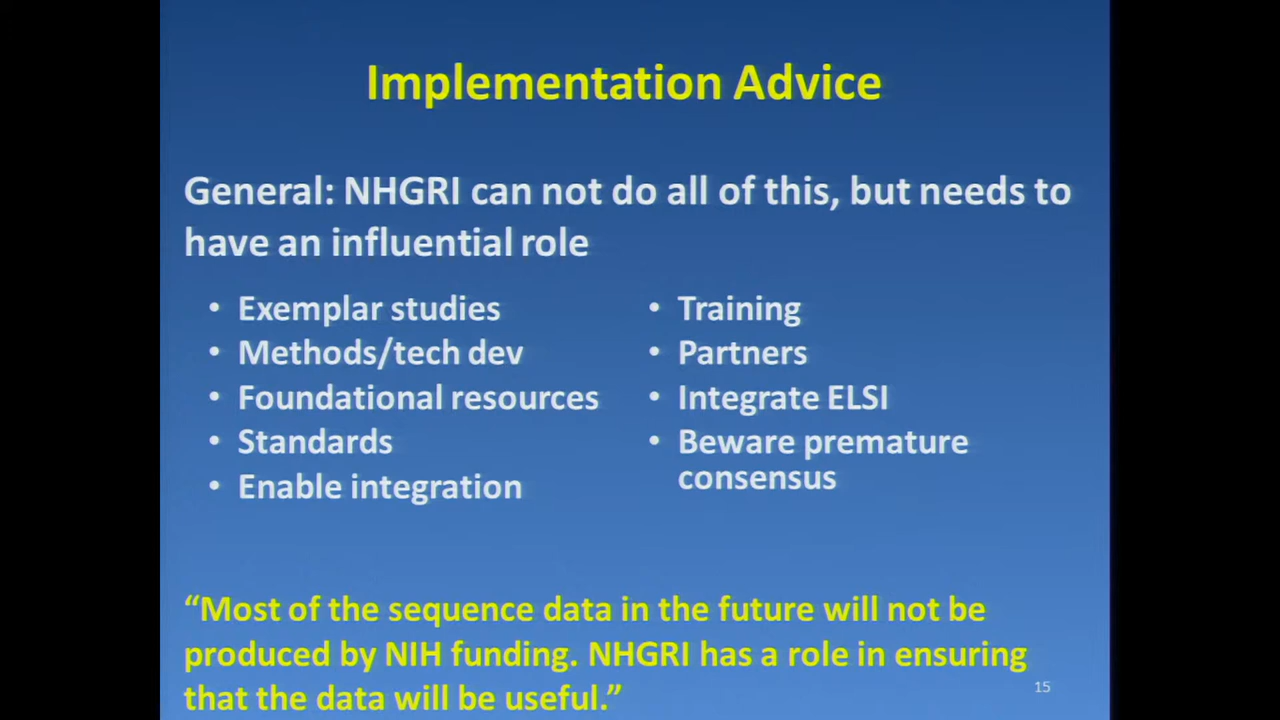 Implementation Advice
General: NHGRI can not do all of this, but needs to
have an influential role
• Exemplar studies
• Methods/tech dev
• Foundational resources
• Standards
• Enable integration
• Training
• Partners
• Integrate ELSI
• Beware premature
consensus
“Most of the sequence data in the future will not be
produced by NIH funding. NHGRI has a role in ensuring
that the data will be useful.”
15